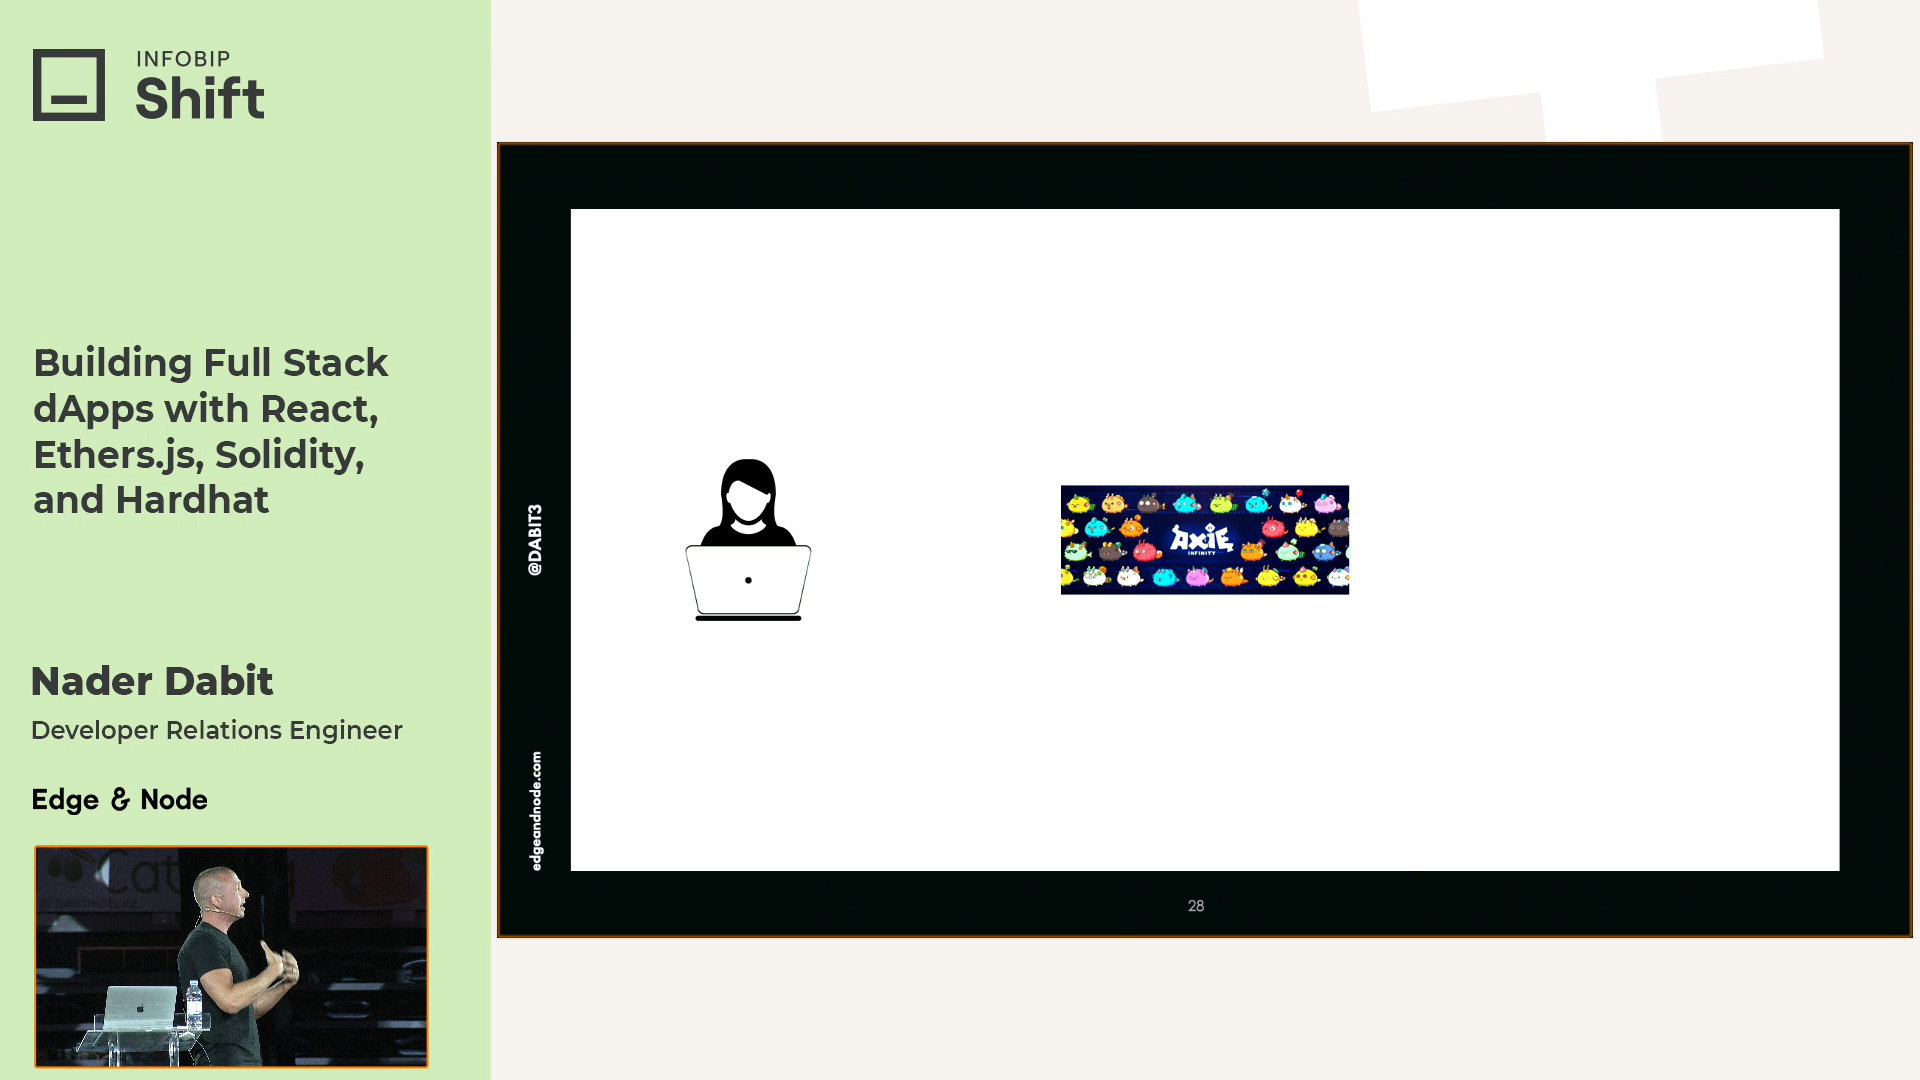 INFOBIP
Shift
Building Full Stack
dApps with React,
Ethers.js, Solidity,
and Hardhat
Nader Dabit
Developer Relations Engineer
Edge & Node
Cat
@DABIT3
edgeandnode.com
AXIE
INFINITY
28